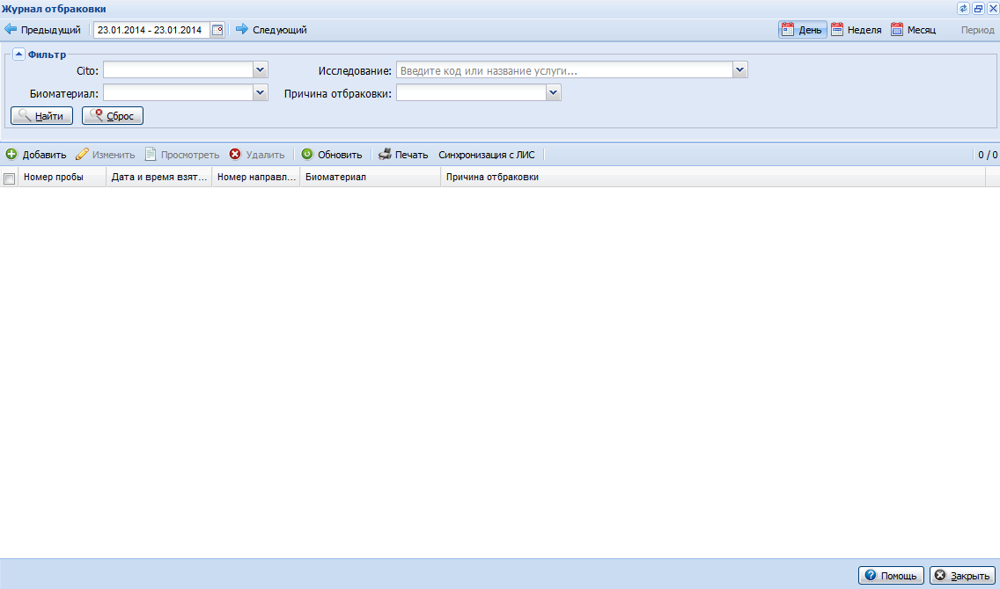 Журнал отбраковки
Предыдущий 23.01.2014 - 23.01.2014 Следующий День Неделя Месяц Период
Фильтр
Cito: Исследование: Введите код или название услуги...
Биоматериал: Причина отбраковки:
Найти Сброс
Добавить Изменить Просмотреть Удалить Обновить Печать Синхронизация с ЛИС 0 / 0
Номер пробы Дата и время взят... Номер направл... Биоматериал Причина отбраковки
Помощь Закрыть